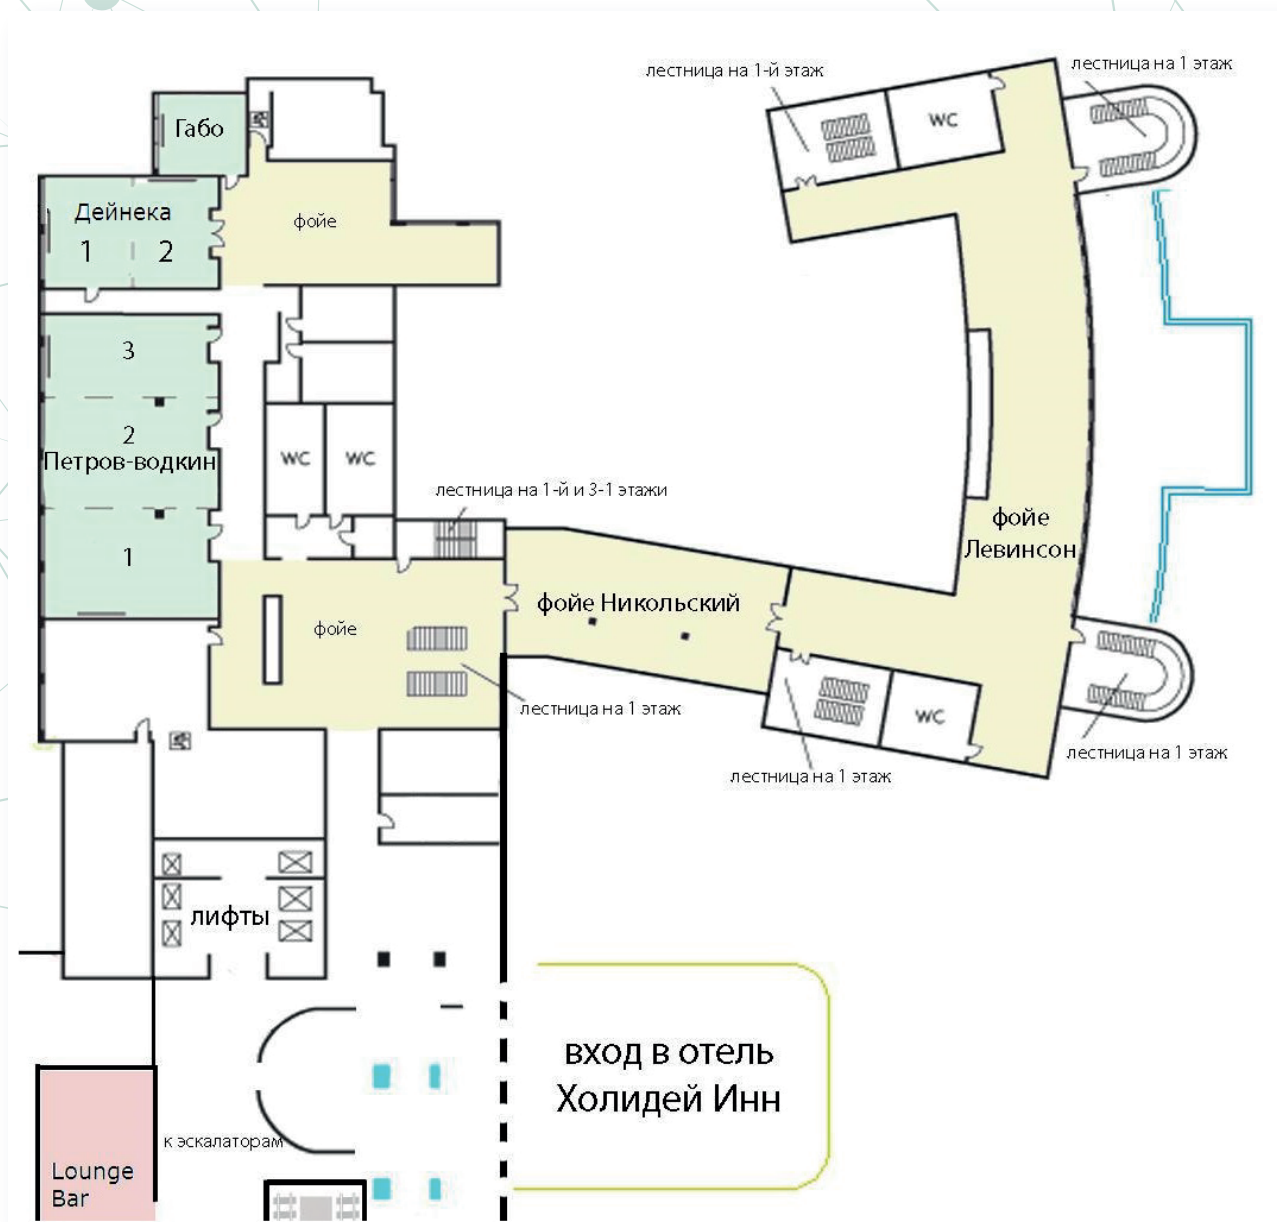 лестница на 1-й этаж
лестница на 1 этаж
WC
Габо
Дейнека
1
2
фойе
3
2
Петров-водкин
1
WC
WC
лестница на 1-й и 3-1 этажи
фойе
Левинсон
фойе Никольский
фойе
лестница на 1 этаж
WC
лестница на 1 этаж
лестница на 1 этаж
лифты
вход в отель
Холидей Инн
к эскалаторам
Lounge
Bar